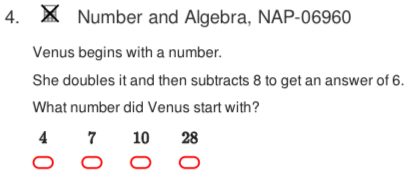 4. Number and Algebra, NAP-06960
Venus begins with a number.
She doubles it and then subtracts 8 to get an answer of 6.
What number did Venus start with?
4 7 10 28